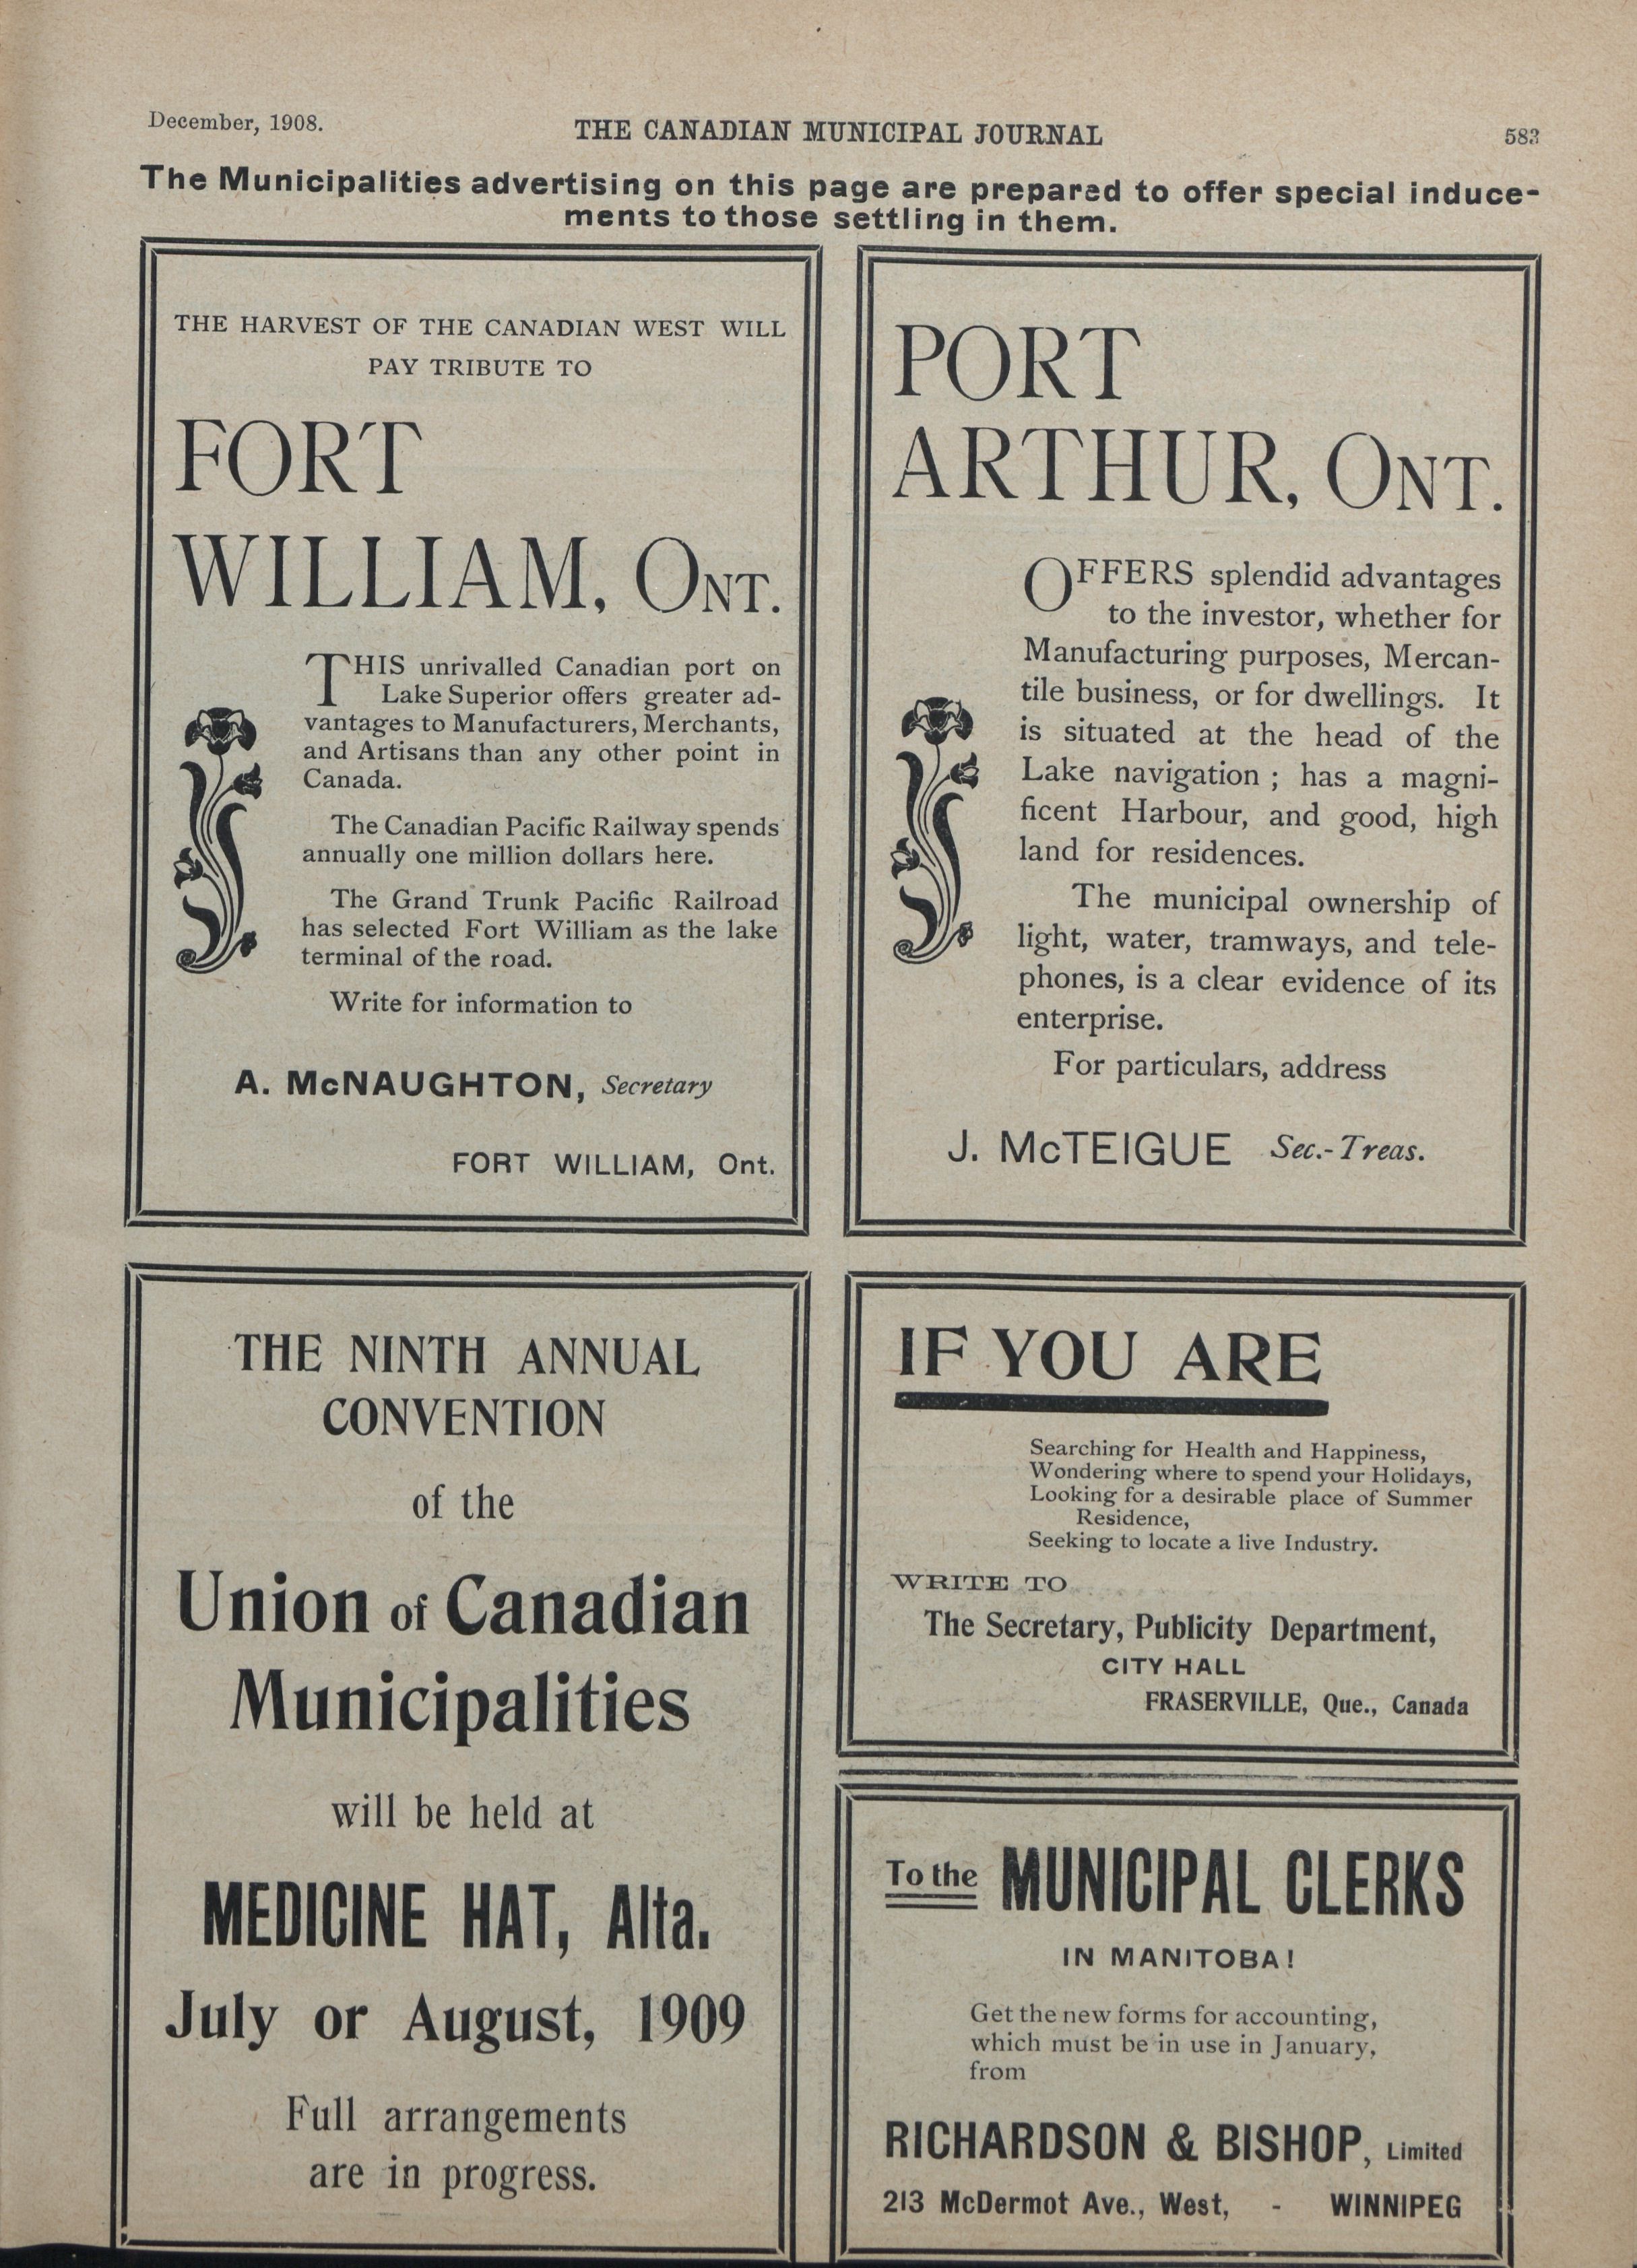 December, 1908.
THE CANADIAN MUNICIPAL JOURNAL
583
The Municipalities advertising on this page are prepared to offer special induce-
ments to those settling in them.
THE HARVEST OF THE CANADIAN WEST WILL
PAY TRIBUTE TO
FORT
WILLIAM, ONT.
THIS unrivalled Canadian port on
Lake Superior offers greater ad-
vantages to Manufacturers, Merchants,
and Artisans than any other point in
Canada.
The Canadian Pacific Railway spends
annually one million dollars here.
The Grand Trunk Pacific Railroad
has selected Fort William as the lake
terminal of the road.
Write for information to
A. McNAUGHTON, Secretary
FORT WILLIAM, Ont.
PORT
ARTHUR, ONT.
OFFERS splendid advantages
to the investor, whether for
Manufacturing purposes, Mercan-
tile business, or for dwellings. It
is situated at the head of the
Lake navigation ; has a magni-
ficent Harbour, and good, high
land for residences.
The municipal ownership of
light, water, tramways, and tele-
phones, is a clear evidence of its
enterprise.
For particulars, address
J. McTEIGUE Sec.-Treas.
THE NINTH ANNUAL
CONVENTION
of the
Union of Canadian
Municipalities
will be held at
MEDICINE HAT, Alta.
July or August, 1909
Full arrangements
are in progress.
IF YOU ARE
Searching for Health and Happiness,
Wondering where to spend your Holidays,
Looking for a desirable place of Summer
Residence,
Seeking to locate a live Industry.
WRITE TO
The Secretary, Publicity Department,
CITY HALL
FRASERVILLE, Que., Canada
To the MUNICIPAL CLERKS
IN MANITOBA!
Get the new forms for accounting,
which must be in use in January,
from
RICHARDSON & BISHOP, Limited
213 McDermot Ave., West, - WINNIPEG